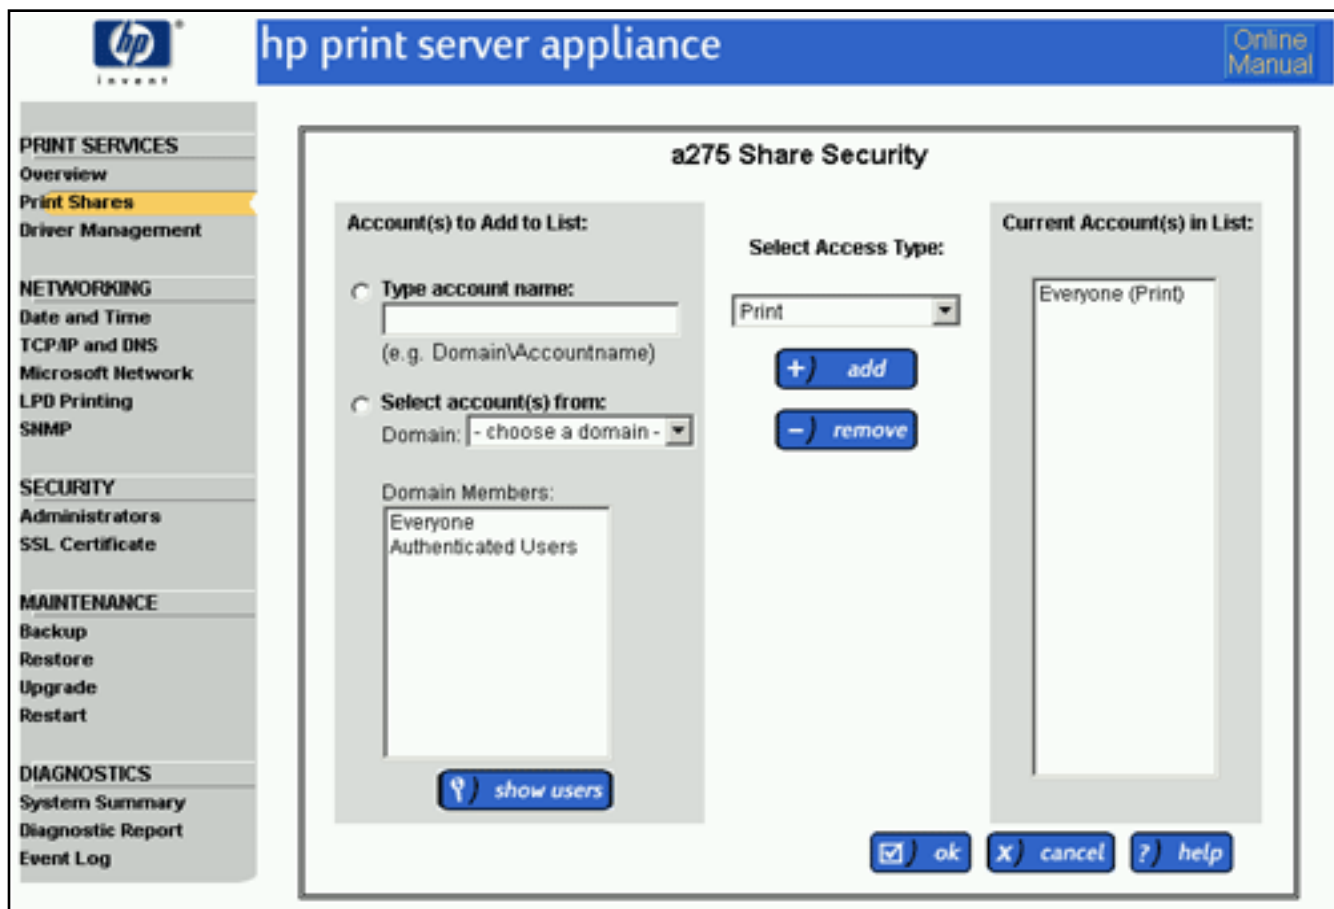 hp
invent
hp print server appliance
Online
Manual
PRINT SERVICES
Overview
Print Shares
Driver Management
NETWORKING
Date and Time
TCP/IP and DNS
Microsoft Network
LPD Printing
SNMP
SECURITY
Administrators
SSL Certificate
MAINTENANCE
Backup
Restore
Upgrade
Restart
DIAGNOSTICS
System Summary
Diagnostic Report
Event Log
a275 Share Security
Account(s) to Add to List:
Type account name:
(e.g. Domain\Accountname)
Select account(s) from:
Domain: - choose a domain -
Domain Members:
Everyone
Authenticated Users
show users
Select Access Type:
Print
+) add
-) remove
Current Account(s) in List:
Everyone (Print)
ok
X) cancel
?) help